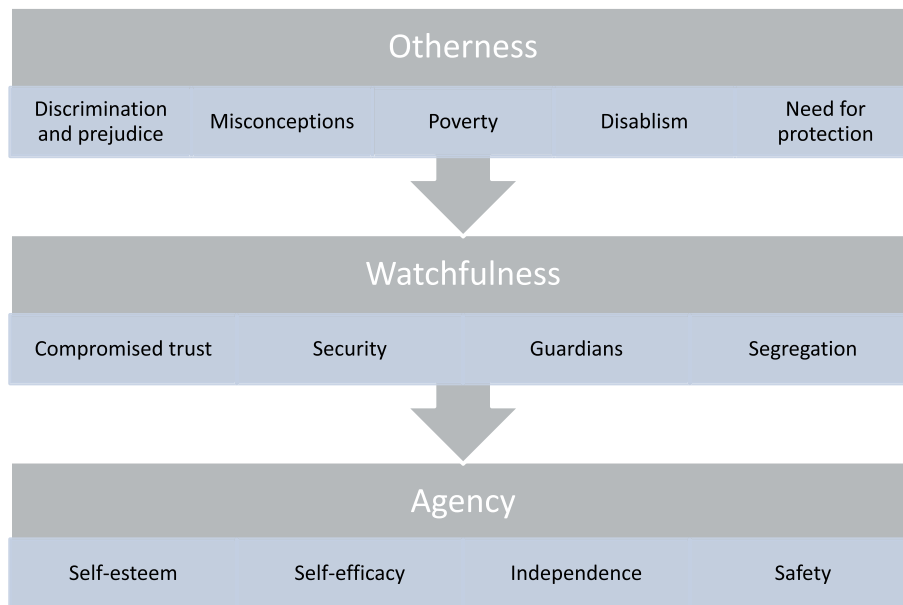 Otherness
Discrimination
and prejudice
Misconceptions
Poverty
Disablism
Need for
protection
Watchfulness
Compromised trust
Security
Guardians
Segregation
Agency
Self-esteem
Self-efficacy
Independence
Safety